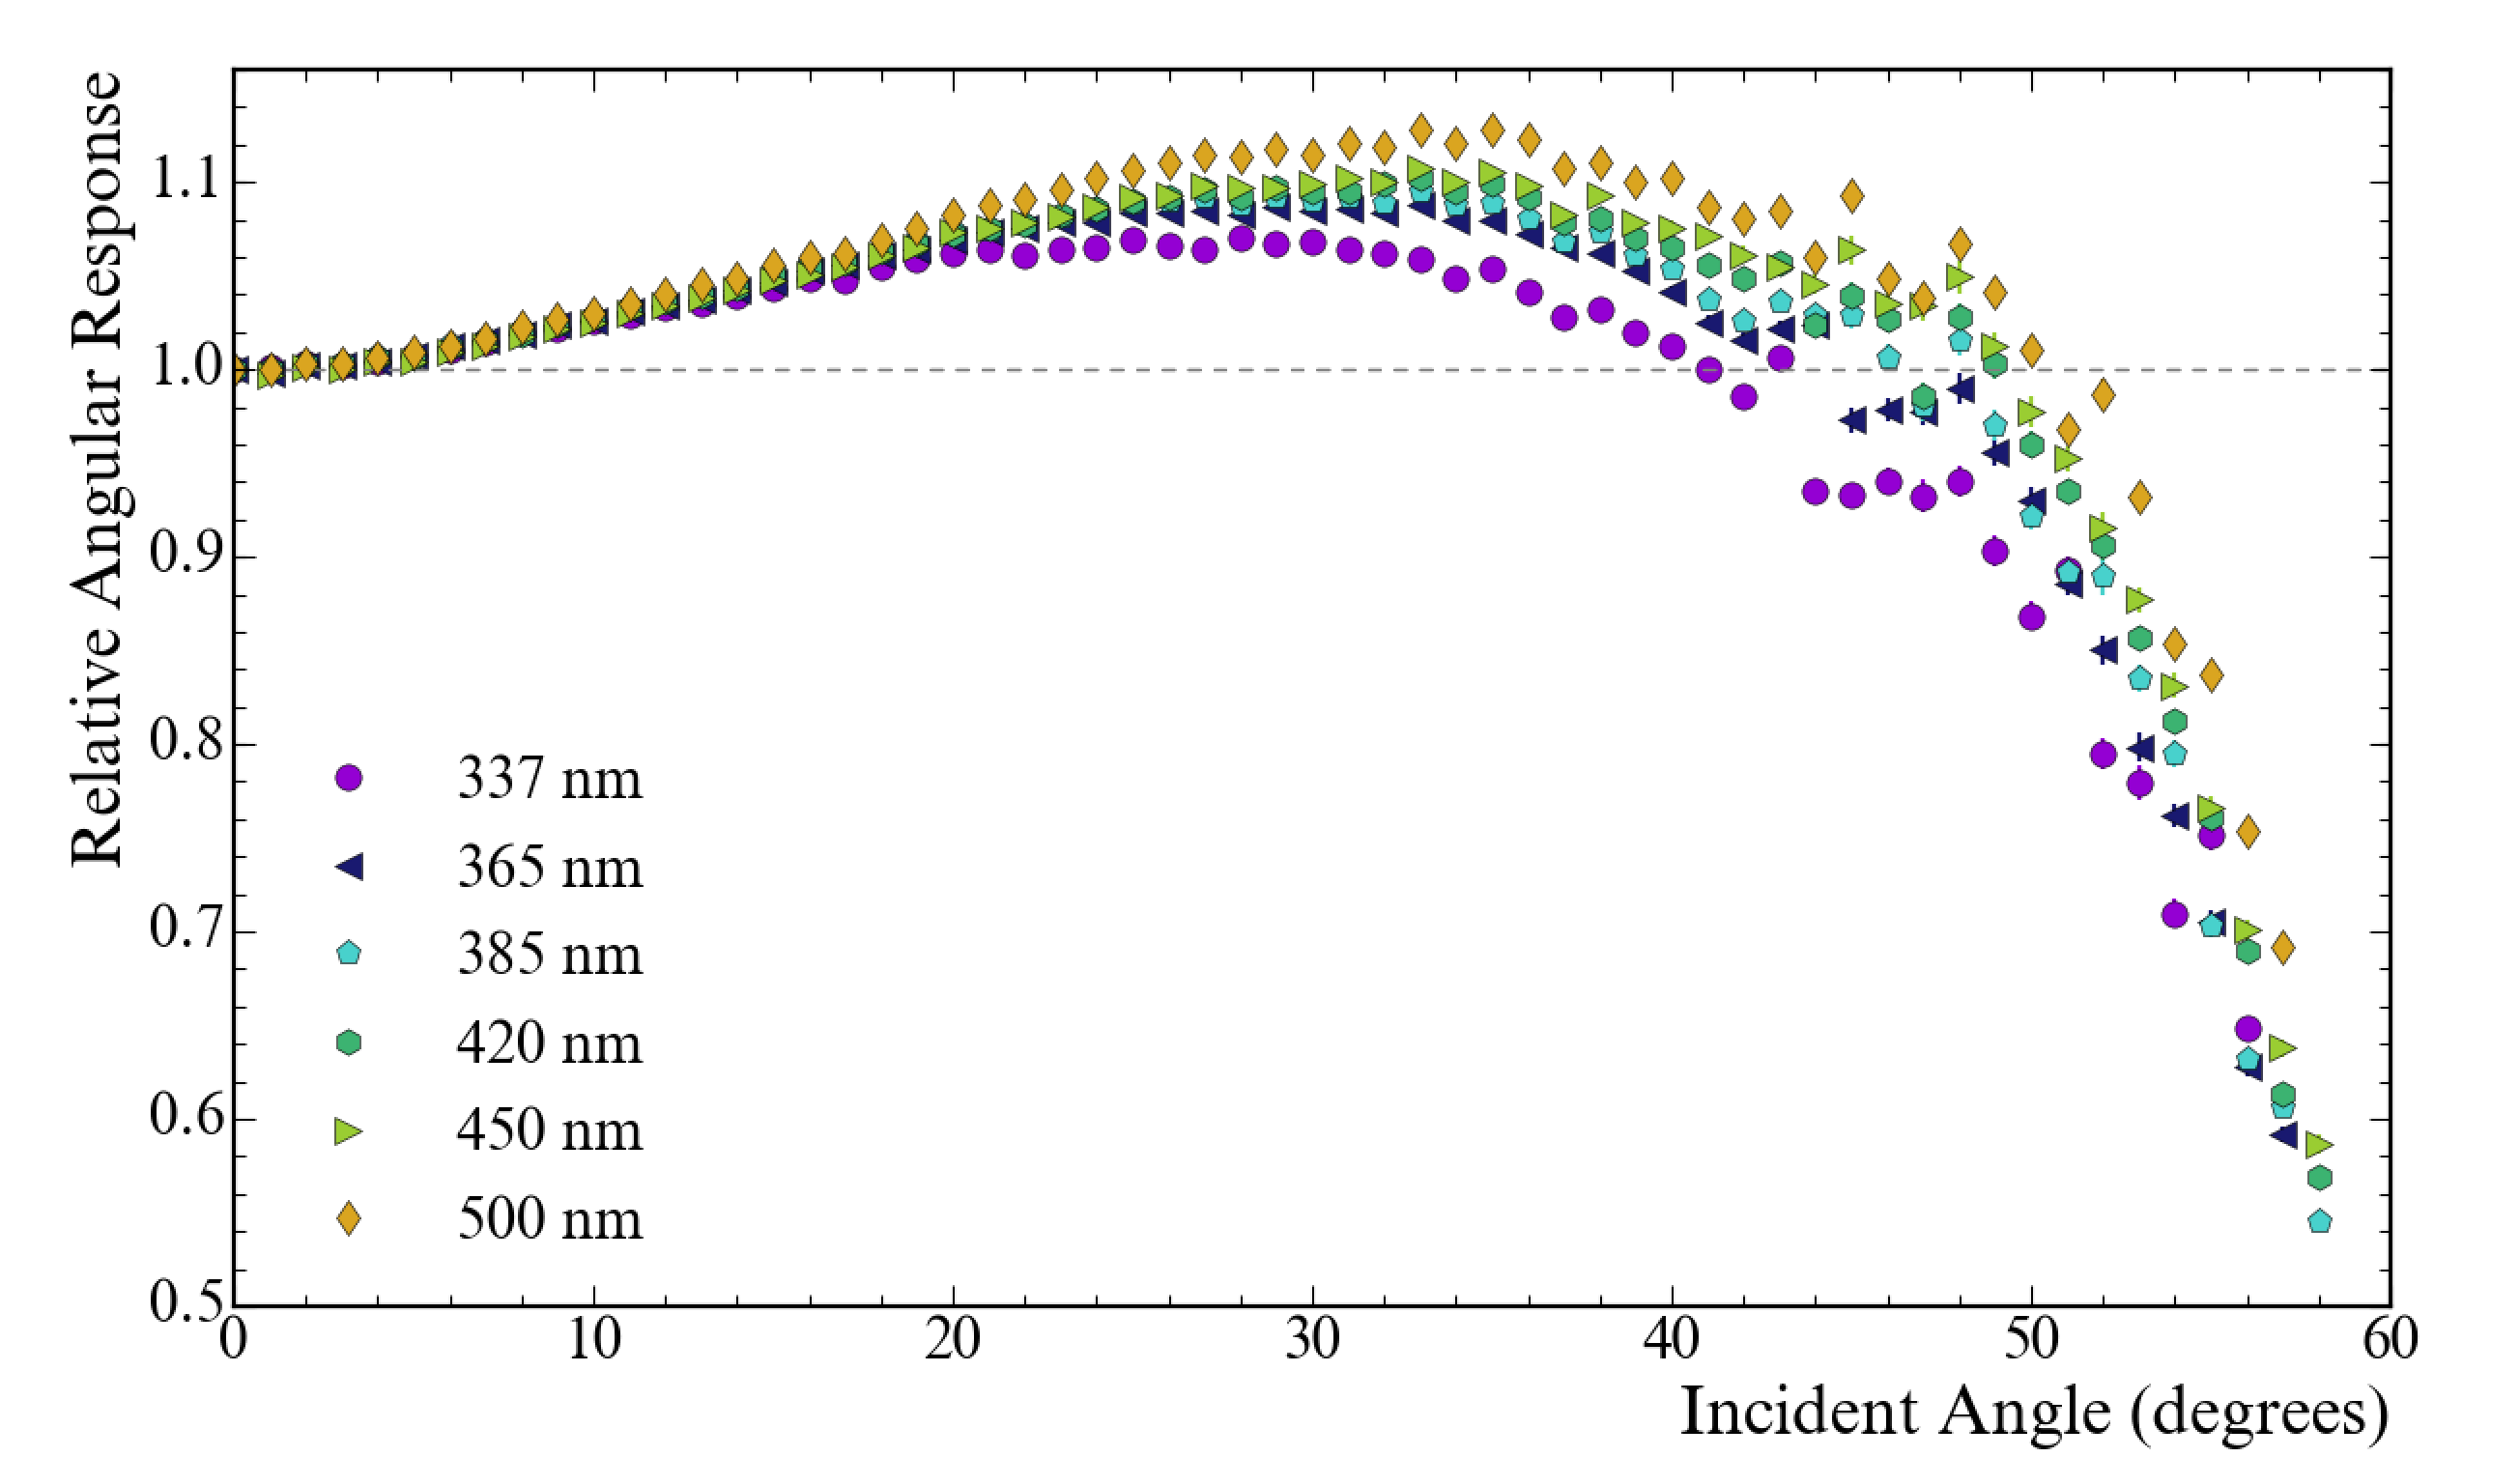 Relative Angular Response
1.1
1.0
0.9
0.8
0.7
0.6
0.5
337 nm
365 nm
385 nm
420 nm
450 nm
500 nm
0 10 20 30 40 50 60
Incident Angle (degrees)